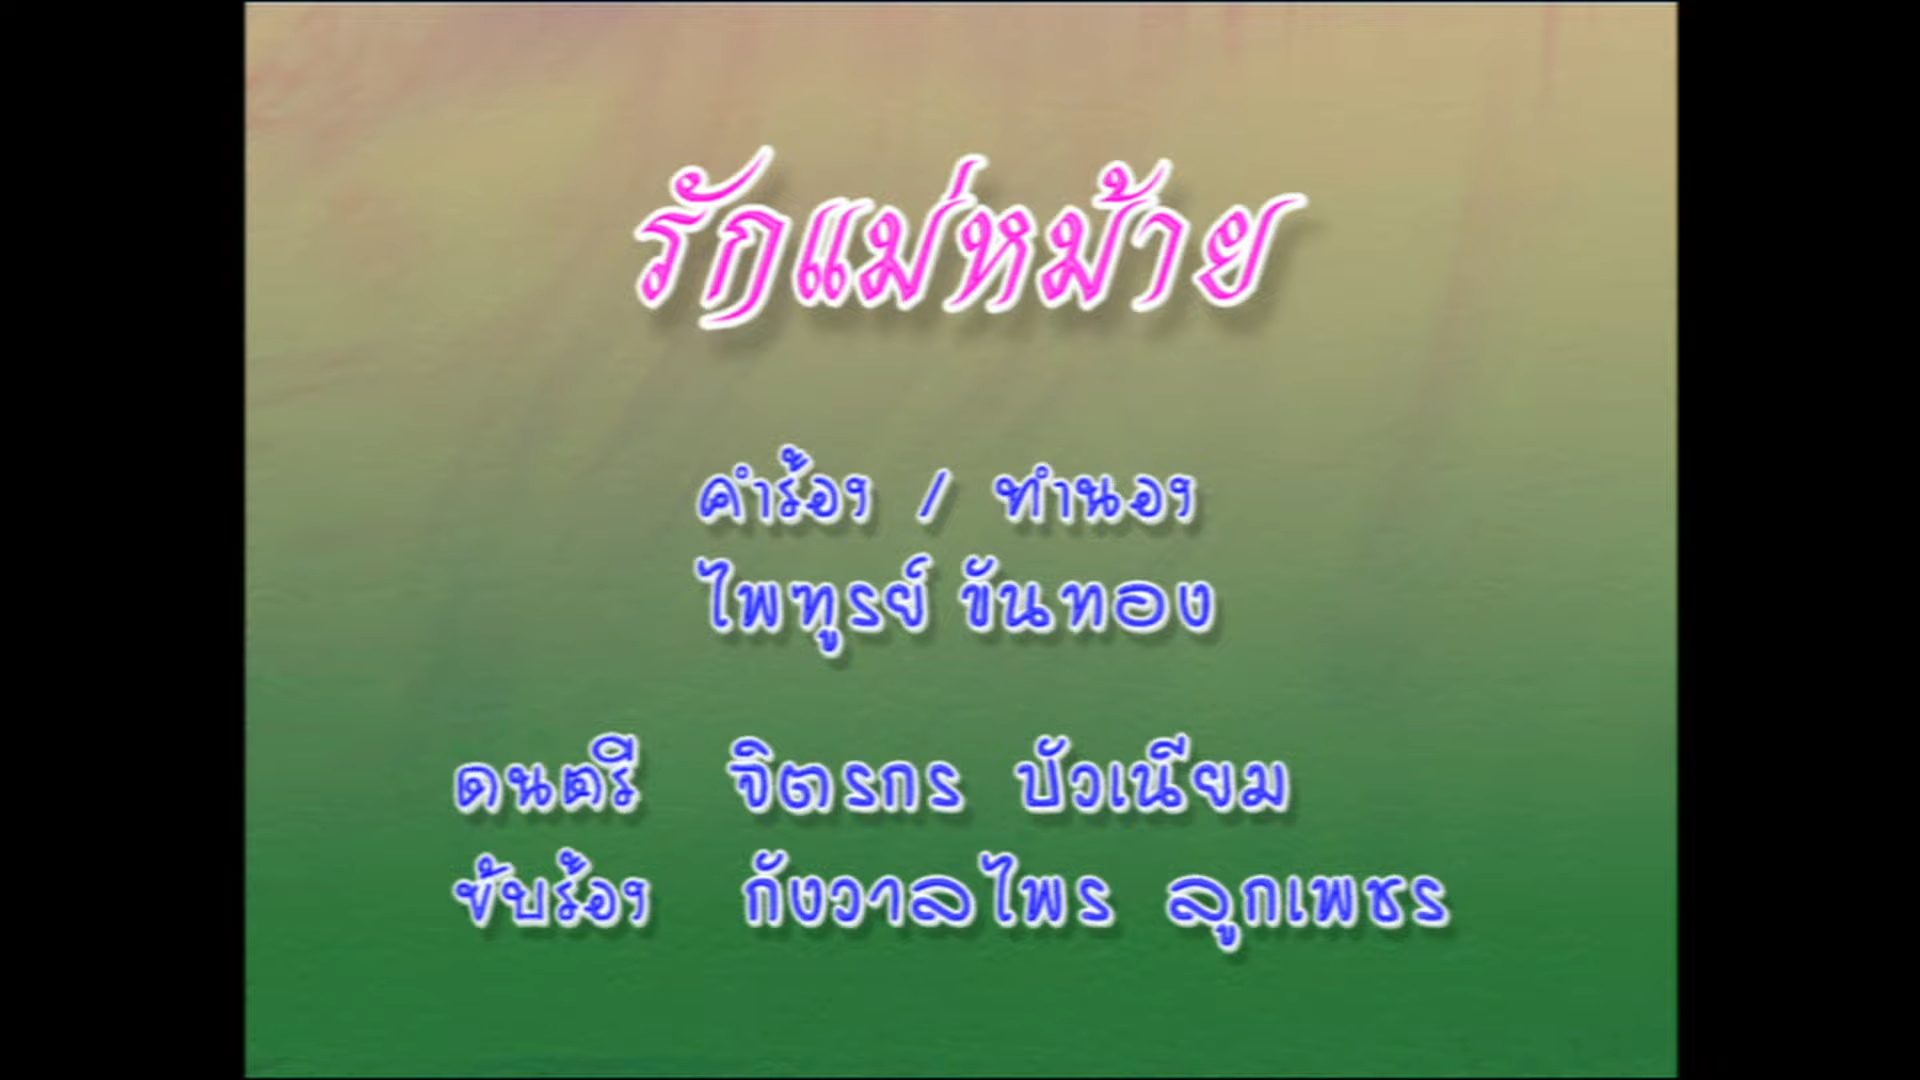 รักแม่หม้าย
คำร้อง / ทำนอง
ไพฑูรย์ ขันทอง
ดนตรี จิตรกร บัวเนียม
ขับร้อง กังวาลไพร ลูกเพชร